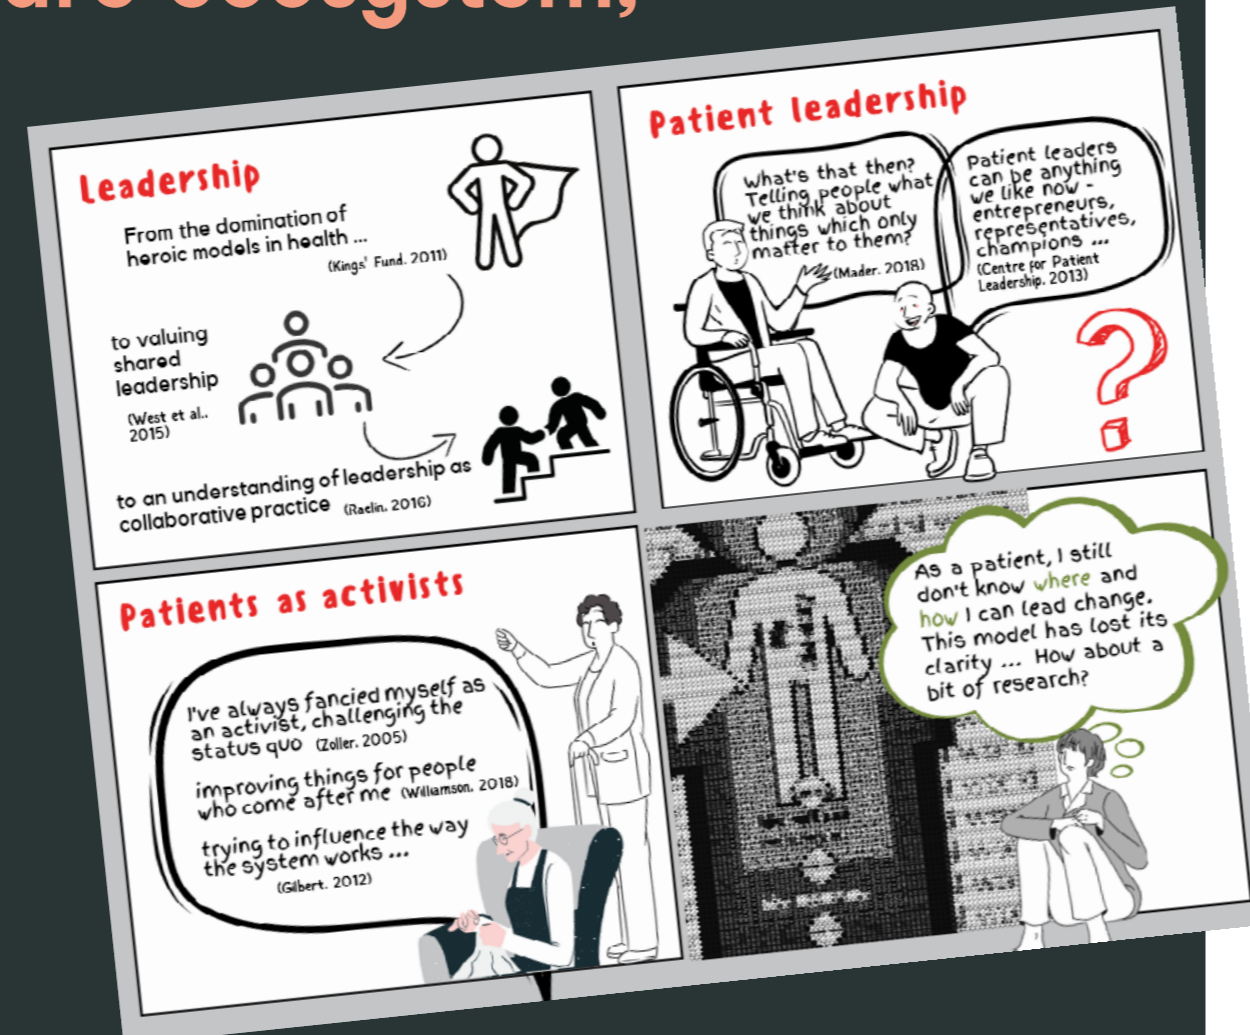 ecosystem,
Leadership
From the domination of
heroic models in health ...
(Kings' Fund. 2011)
to valuing
shared
leadership
(West et al..
2015)
to an understanding of leadership as
collaborative practice (Raelin. 2016)
Patient leadership
What's that then?
Telling people what
we think about
things which only
matter to them?
(Mader. 2018)
Patient leaders
can be anything
we like now -
entrepreneurs,
representatives,
champions ...
(Centre for Patient
Leadership. 2013)
?
Patients as activists
I've always fancied myself as
an activist, challenging the
status quo (Zoller. 2005)
improving things for people
who come after me (Williamson. 2018)
trying to influence the way
the system works ...
(Gilbert. 2012)
As a patient, I still
don't know where and
how I can lead change.
This model has lost its
clarity ... How about a
bit of research?